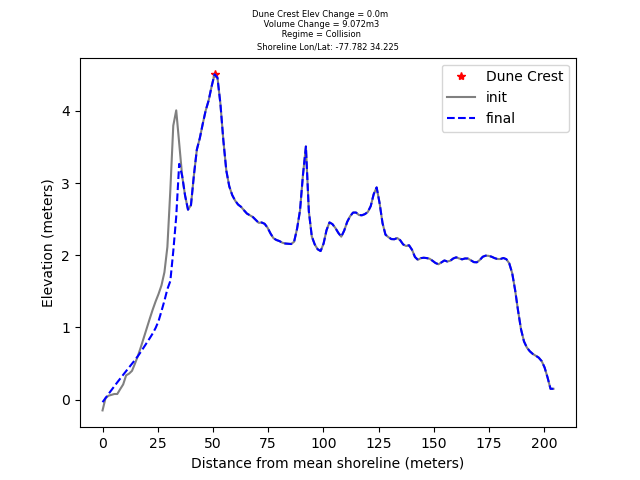 Dune Crest Elev Change = 0.0m
Volume Change = 9.072m3
Regime = Collision
Shoreline Lon/Lat: -77.782 34.225
Dune Crest
init
final
4
3
2
1
0
Elevation (meters)
0 25 50 75 100 125 150 175 200
Distance from mean shoreline (meters)